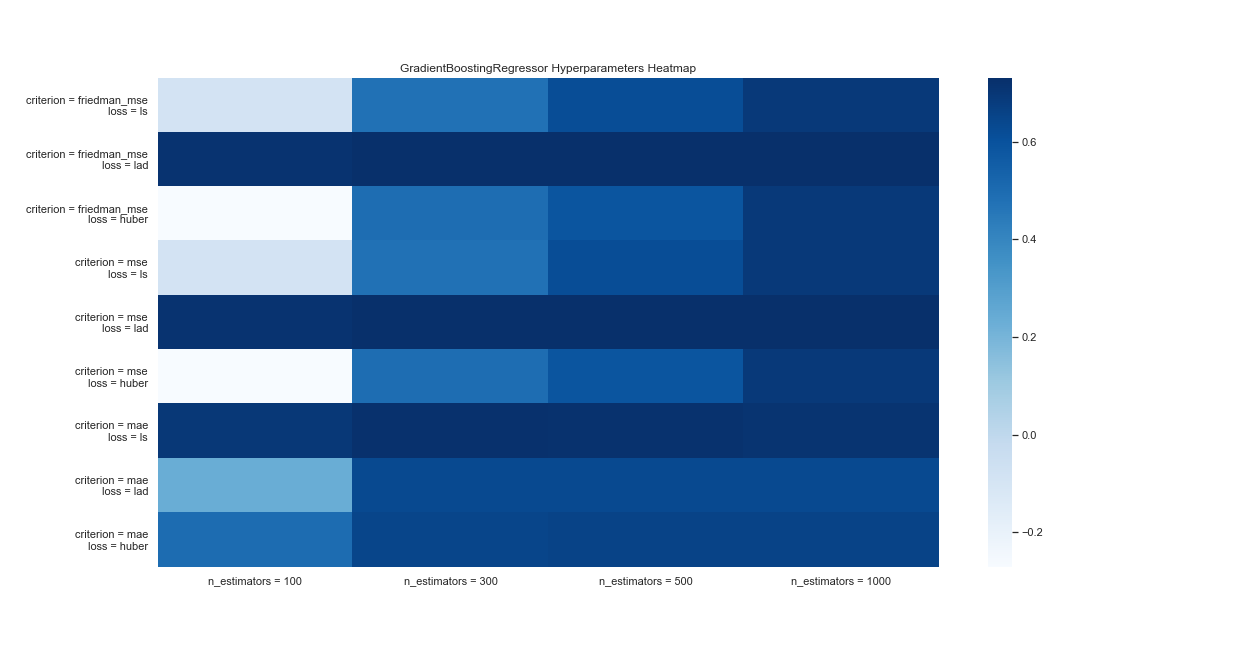 GradientBoostingRegressor Hyperparameters Heatmap
criterion = friedman_mse
loss = ls
criterion = friedman_mse
loss = lad
criterion = friedman_mse
loss = huber
criterion = mse
loss = ls
criterion = mse
loss = lad
criterion = mse
loss = huber
criterion = mae
loss = ls
criterion = mae
loss = lad
criterion = mae
loss = huber
n_estimators = 100
n_estimators = 300
n_estimators = 500
n_estimators = 1000
0.6
0.4
0.2
0.0
−0.2